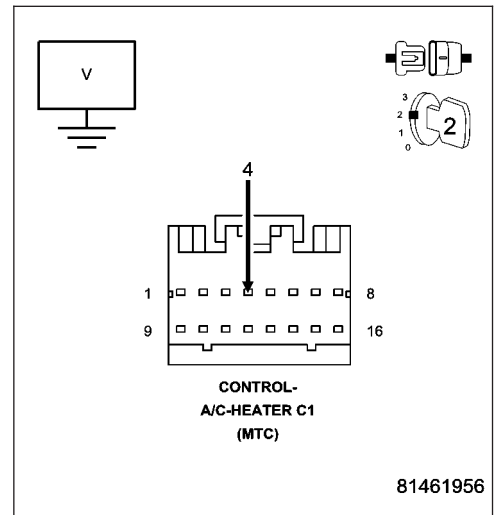 V
3
2
1
0
2
4
1
8
9
16
CONTROL-
A/C-HEATER C1
(MTC)
81461956